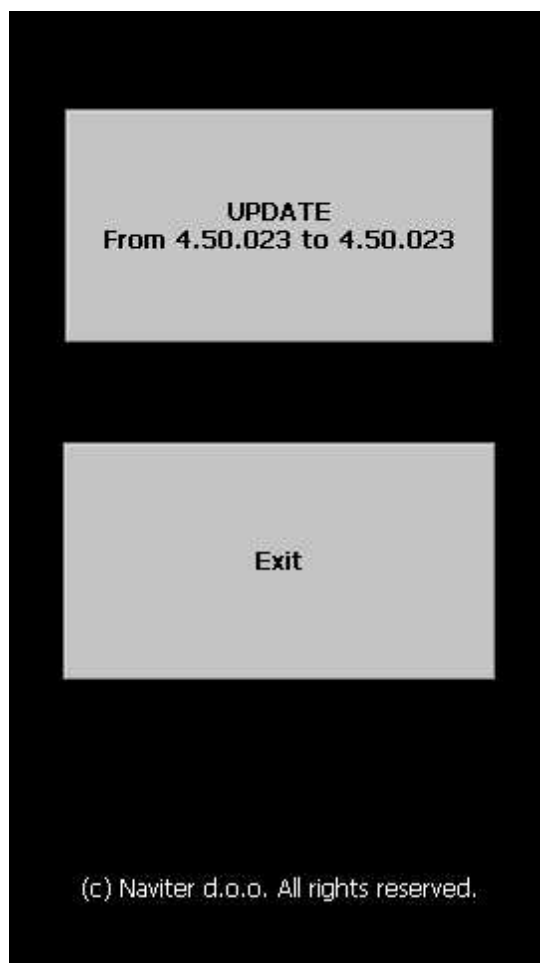 UPDATE
From 4.50.023 to 4.50.023
Exit
(c) Naviter d.o.o. All rights reserved.